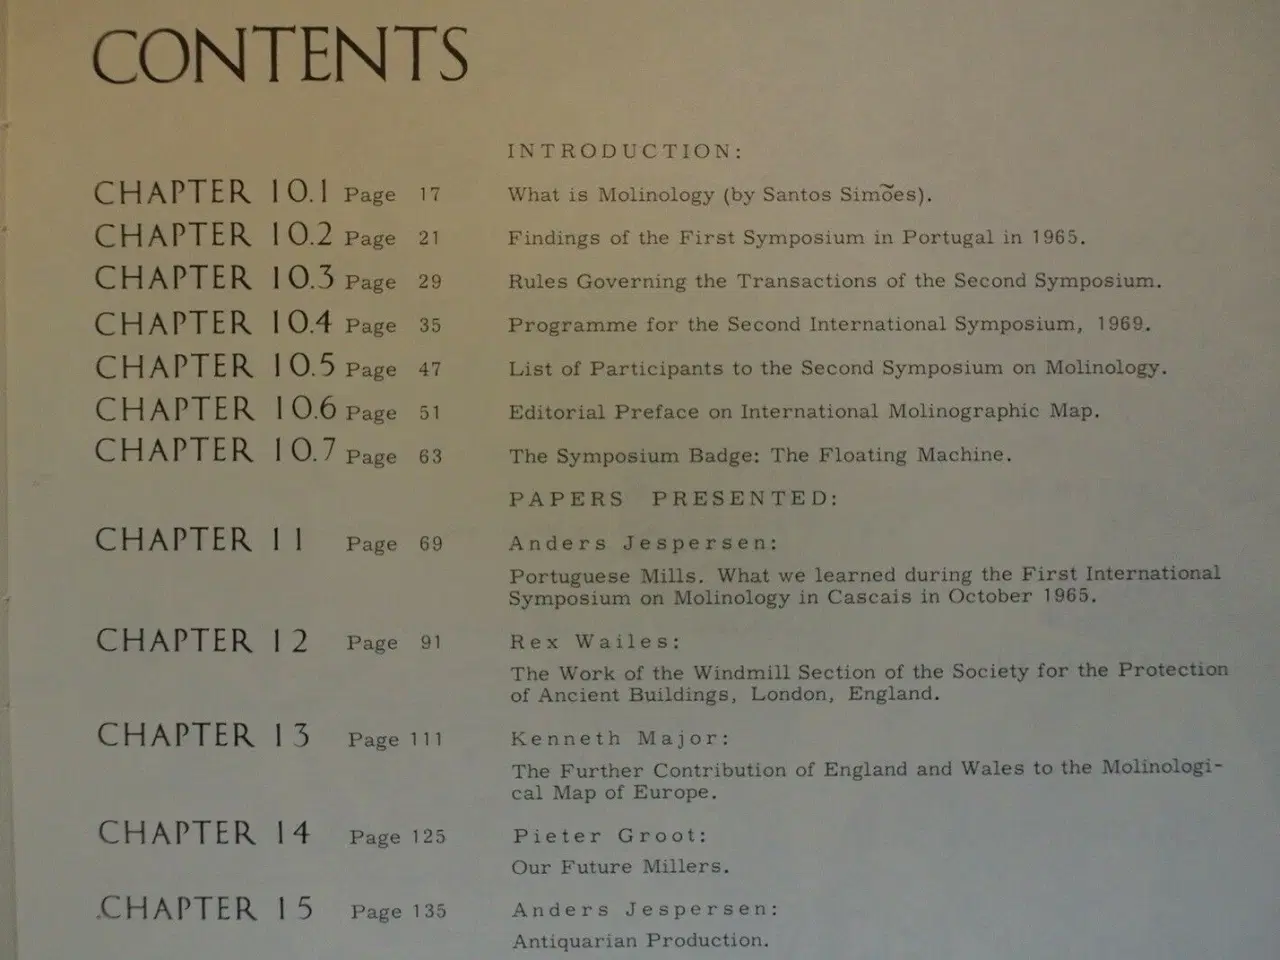 CONTENTS
INTRODUCTION:
CHAPTER 10.1 Page 17 What is Molinology (by Santos Simões).
CHAPTER 10.2 Page 21 Findings of the First Symposium in Portugal in 1965.
CHAPTER 10.3 Page 29 Rules Governing the Transactions of the Second Symposium.
CHAPTER 10.4 Page 35 Programme for the Second International Symposium, 1969.
CHAPTER 10.5 Page 47 List of Participants to the Second Symposium on Molinology.
CHAPTER 10.6 Page 51 Editorial Preface on International Molinographic Map.
CHAPTER 10.7 Page 63 The Symposium Badge: The Floating Machine.
PAPERS PRESENTED:
CHAPTER 11 Page 69 Anders Jespersen:
Portuguese Mills. What we learned during the First International
Symposium on Molinology in Cascais in October 1965.
CHAPTER 12 Page 91 Rex Wailes:
The Work of the Windmill Section of the Society for the Protection
of Ancient Buildings, London, England.
CHAPTER 13 Page 111 Kenneth Major:
The Further Contribution of England and Wales to the Molinologi-
cal Map of Europe.
CHAPTER 14 Page 125 Pieter Groot:
Our Future Millers.
CHAPTER 15 Page 135 Anders Jespersen:
Antiquarian Production.